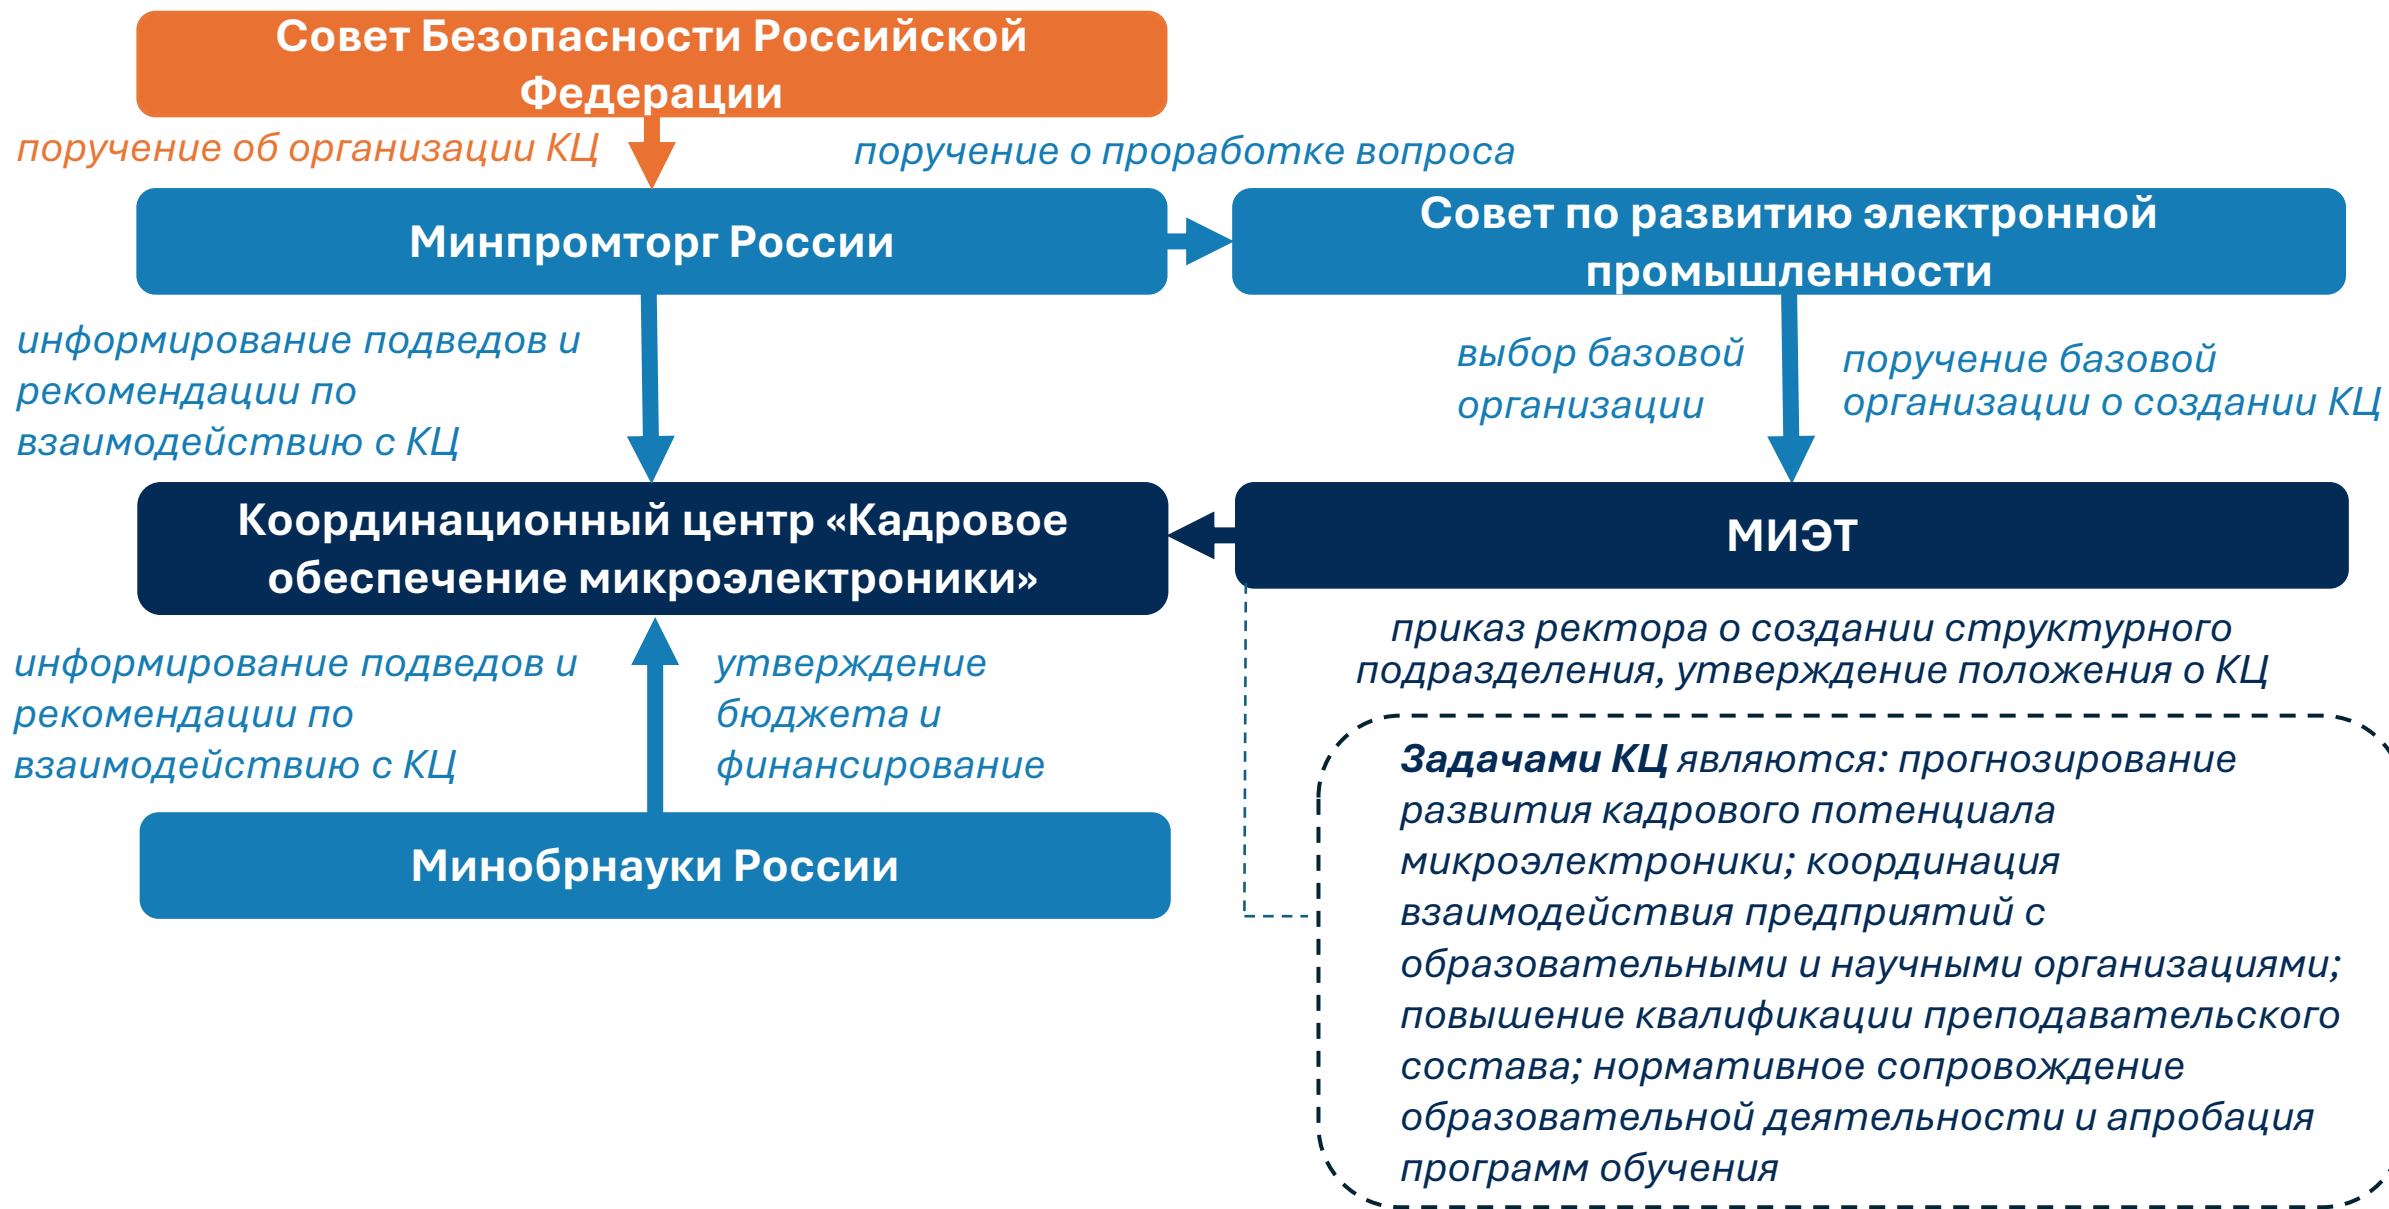 Совет Безопасности Российской
Федерации
поручение об организации КЦ
поручение о проработке вопроса
Минпромторг России
Совет по развитию электронной
промышленности
информирование подведов и
рекомендации по
взаимодействию с КЦ
выбор базовой
организации
поручение базовой
организации о создании КЦ
Координационный центр «Кадровое
обеспечение микроэлектроники»
МИЭТ
информирование подведов и
рекомендации по
взаимодействию с КЦ
утверждение
бюджета и
финансирование
приказ ректора о создании структурного
подразделения, утверждение положения о КЦ
Минобрнауки России
Задачами КЦ являются: прогнозирование
развития кадрового потенциала
микроэлектроники; координация
взаимодействия предприятий с
образовательными и научными организациями;
повышение квалификации преподавательского
состава; нормативное сопровождение
образовательной деятельности и апробация
программ обучения